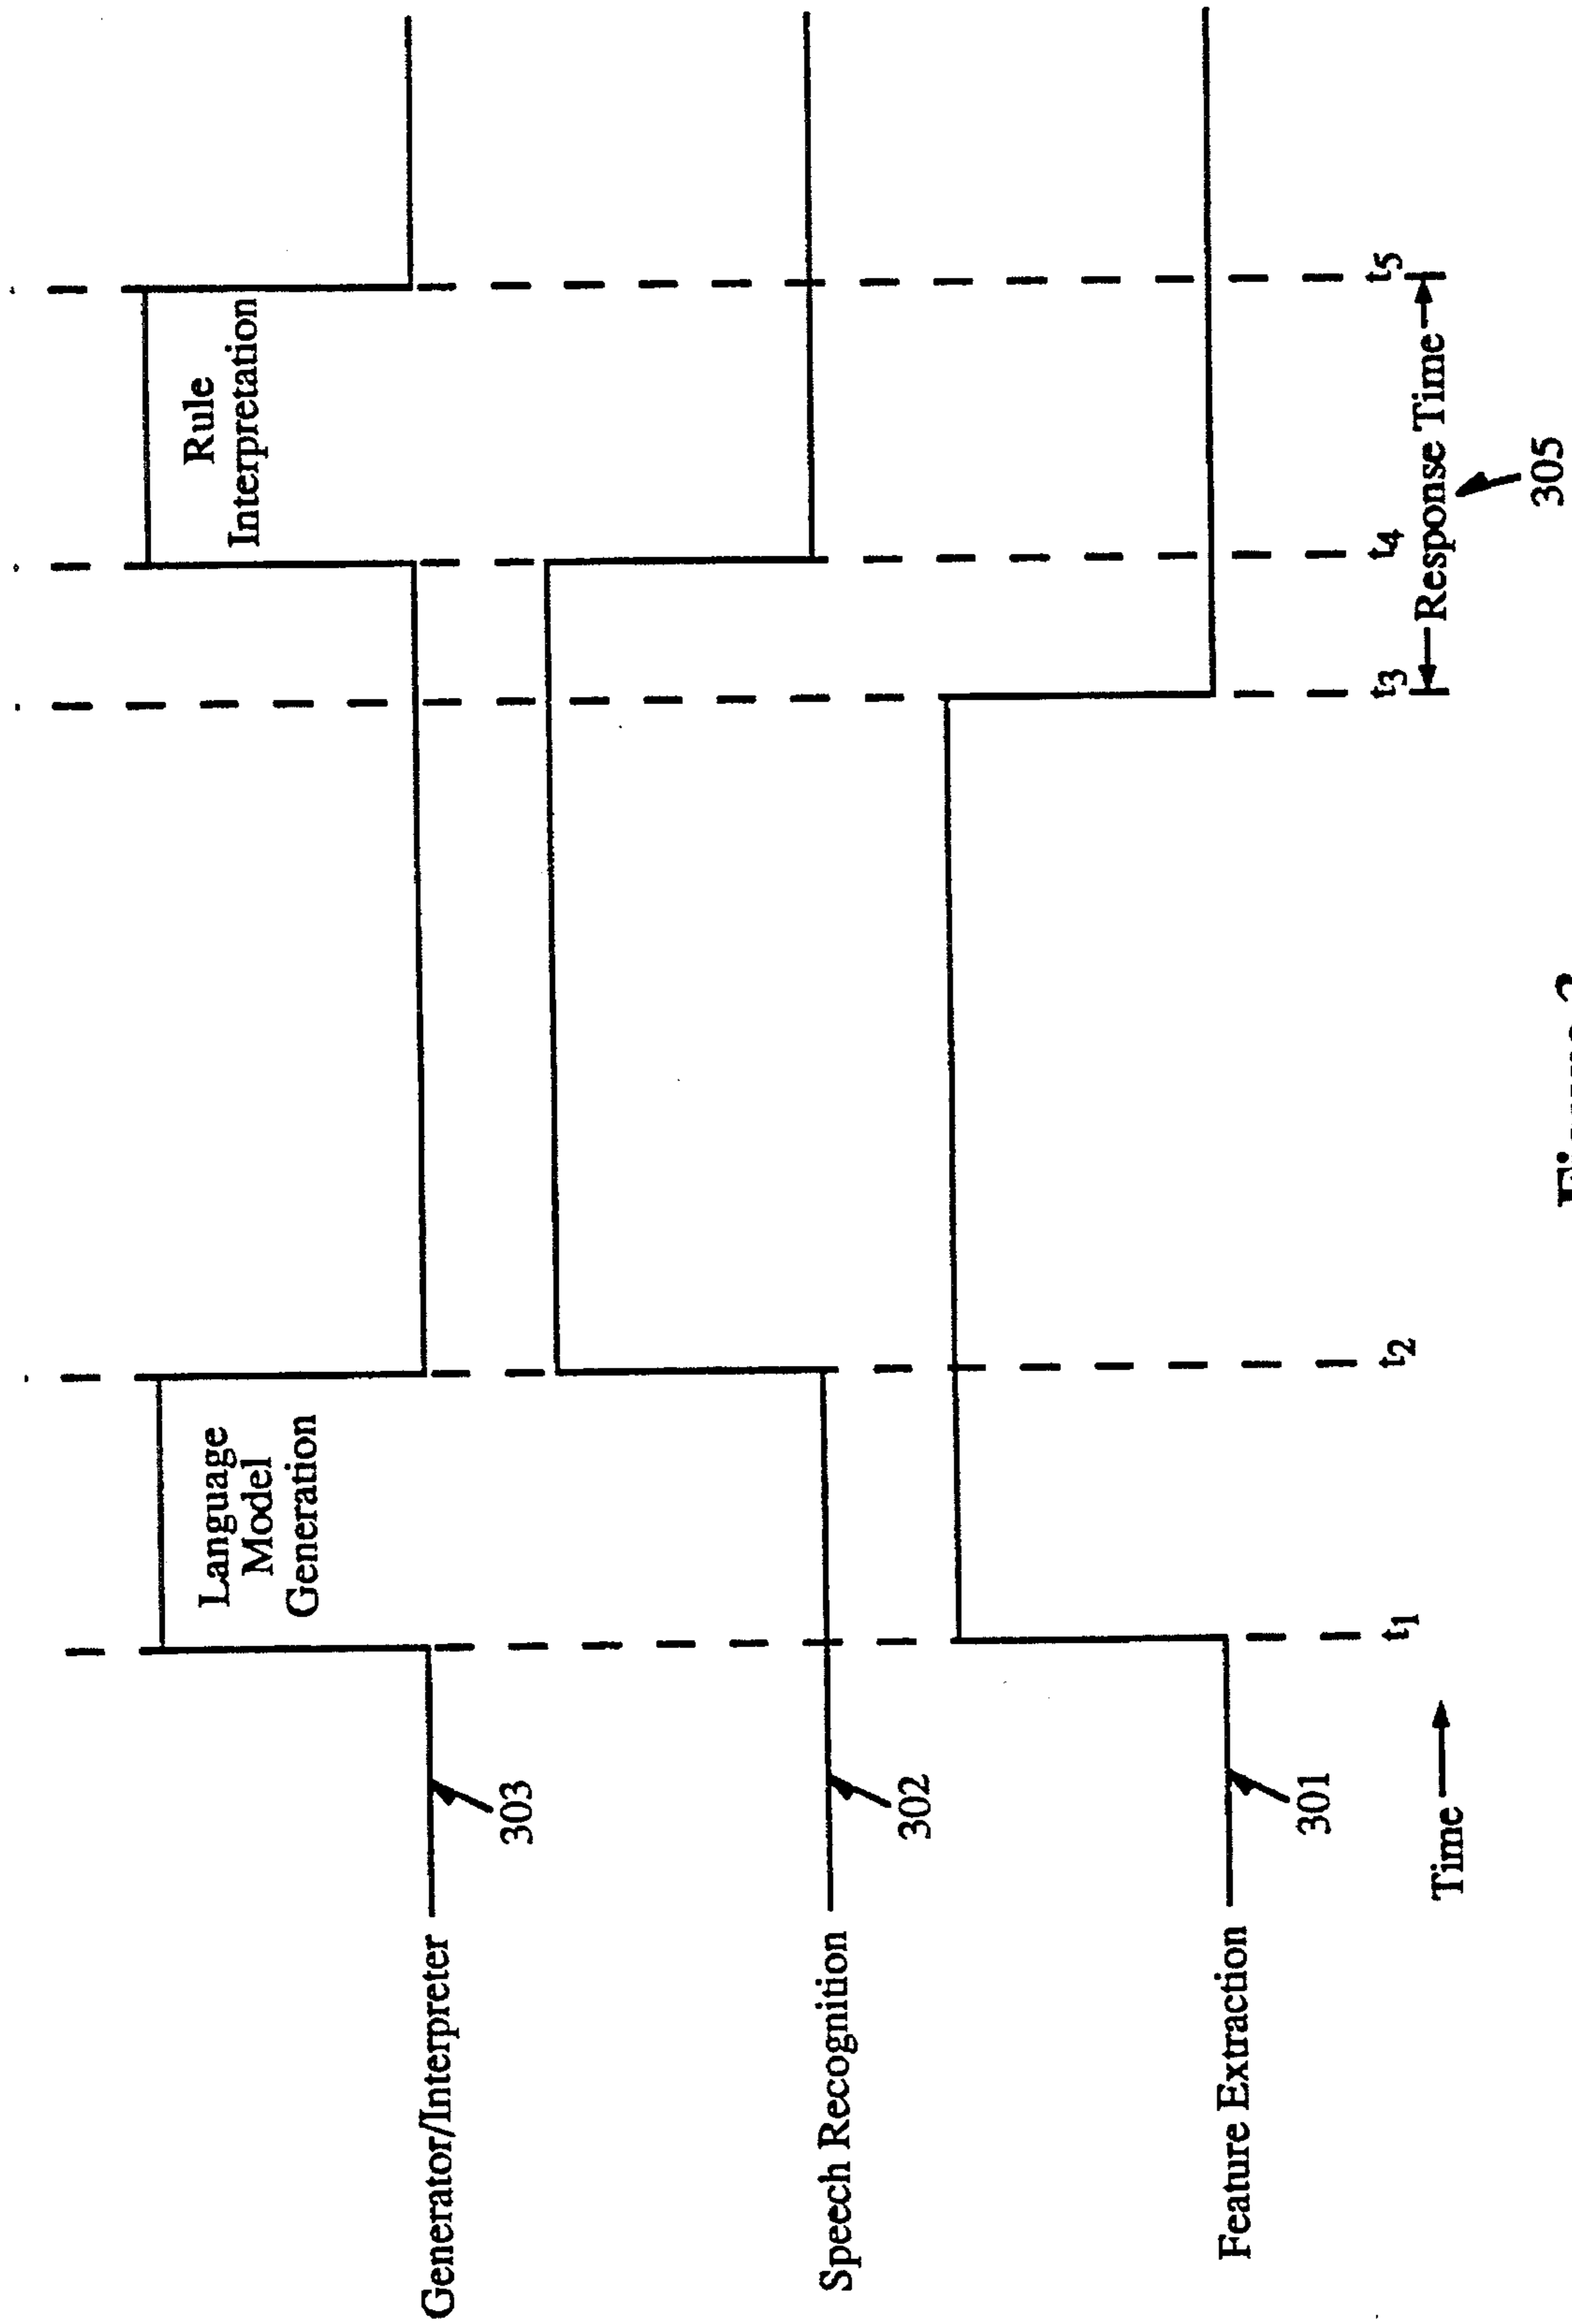 Language
Model
Generation
Rule
Interpretation
Generator/Interpreter
303
Speech Recognition
302
Feature Extraction
301
t1
t2
t3
t4
t5
Time
Response Time
305